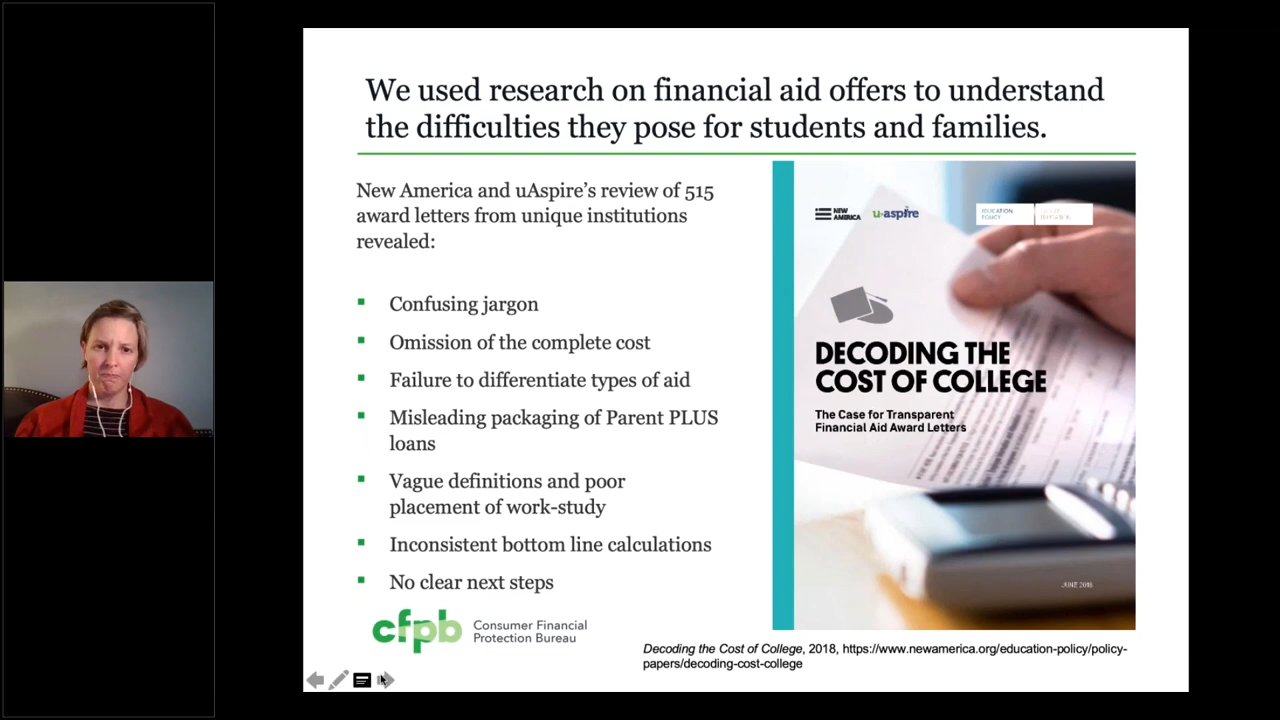 We used research on financial aid offers to understand
the difficulties they pose for students and families.
New America and uAspire’s review of 515
award letters from unique institutions
revealed:
Confusing jargon
Omission of the complete cost
Failure to differentiate types of aid
Misleading packaging of Parent PLUS
loans
Vague definitions and poor
placement of work-study
Inconsistent bottom line calculations
No clear next steps
cfpb
Consumer Financial
Protection Bureau
NEW
AMERICA
u·aspire
EDUCATION
POLICY
DECODING THE
COST OF COLLEGE
The Case for Transparent
Financial Aid Award Letters
JUNE 2018
Decoding the Cost of College, 2018, https://www.newamerica.org/education-policy/policy-
papers/decoding-cost-college